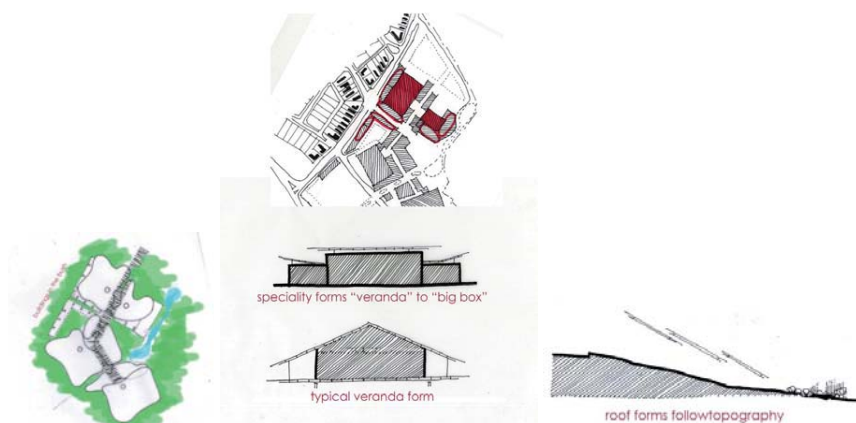 speciality forms "veranda" to "big box"
typical veranda form
roof forms followtopography